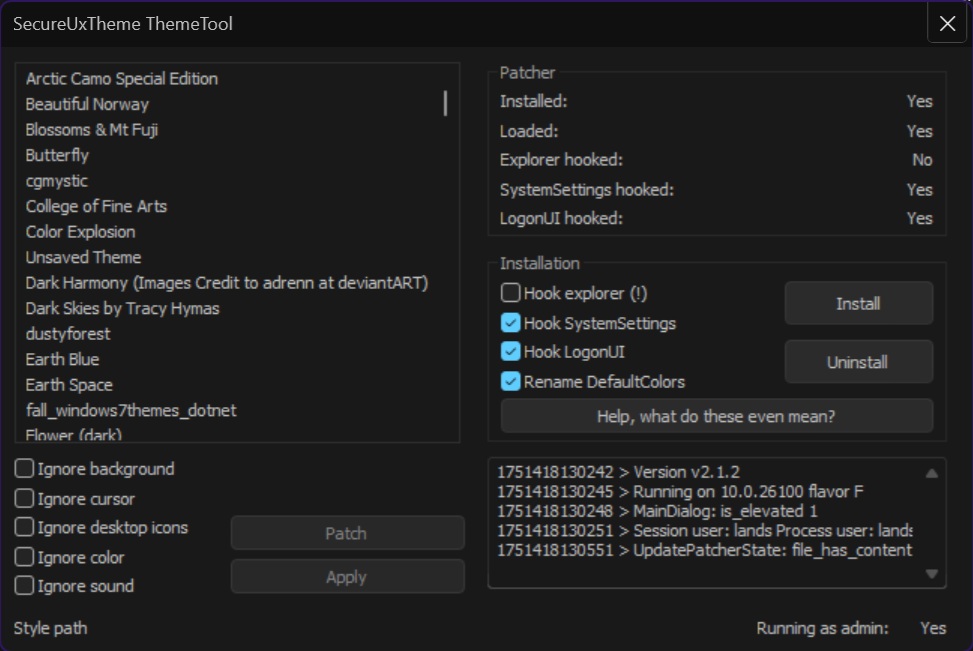 SecureUxTheme ThemeTool
Arctic Camo Special Edition
Beautiful Norway
Blossoms & Mt Fuji
Butterfly
cgmystic
College of Fine Arts
Color Explosion
Unsaved Theme
Dark Harmony (Images Credit to adrenn at deviantART)
Dark Skies by Tracy Hymas
dustyforest
Earth Blue
Earth Space
fall_windows7themes_dotnet
Flower (dark)
Ignore background
Ignore cursor
Ignore desktop icons
Ignore color
Ignore sound
Patch
Apply
Style path
Patcher
Installed: Yes
Loaded: Yes
Explorer hooked: No
SystemSettings hooked: Yes
LogonUI hooked: Yes
Installation
Hook explorer (!)
Hook SystemSettings
Hook LogonUI
Rename DefaultColors
Install
Uninstall
Help, what do these even mean?
1751418130242 > Version v2.1.2
1751418130245 > Running on 10.0.26100 flavor F
1751418130248 > MainDialog: is_elevated 1
1751418130251 > Session user: lands Process user: lands
1751418130551 > UpdatePatcherState: file_has_content
Running as admin: Yes